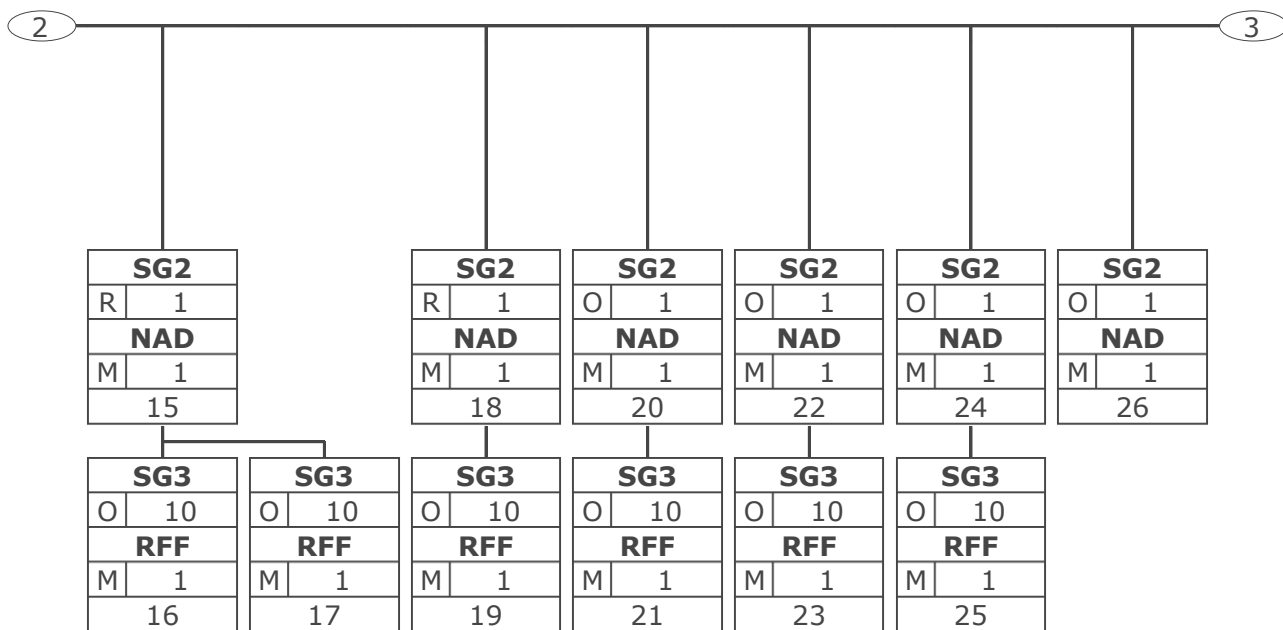 2 3
SG2 SG2 SG2 SG2 SG2 SG2
R 1 R 1 O 1 O 1 O 1 O 1
NAD NAD NAD NAD NAD NAD
M 1 M 1 M 1 M 1 M 1 M 1
15 18 20 22 24 26
SG3 SG3 SG3 SG3 SG3 SG3
O 10 O 10 O 10 O 10 O 10 O 10
RFF RFF RFF RFF RFF RFF
M 1 M 1 M 1 M 1 M 1 M 1
16 17 19 21 23 25